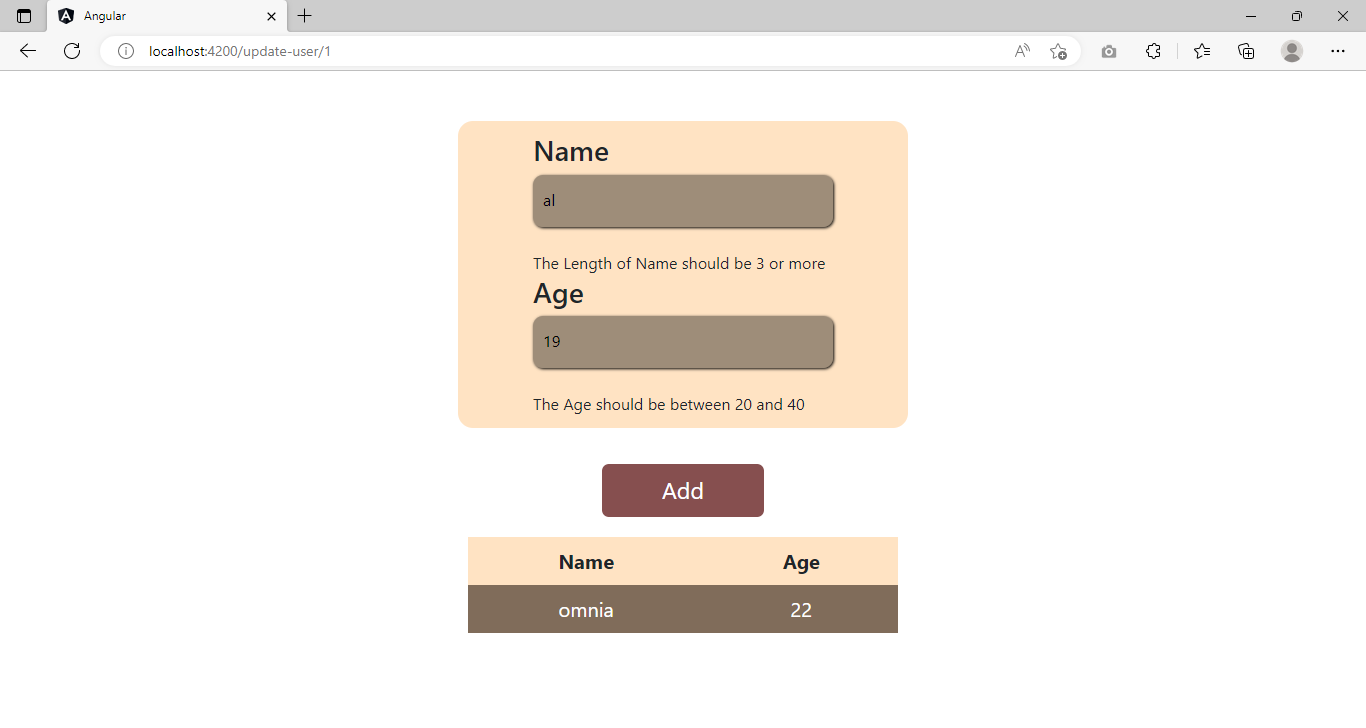 Angular
localhost:4200/update-user/1
Name
al
The Length of Name should be 3 or more
Age
19
The Age should be between 20 and 40
Add
Name Age
omnia 22